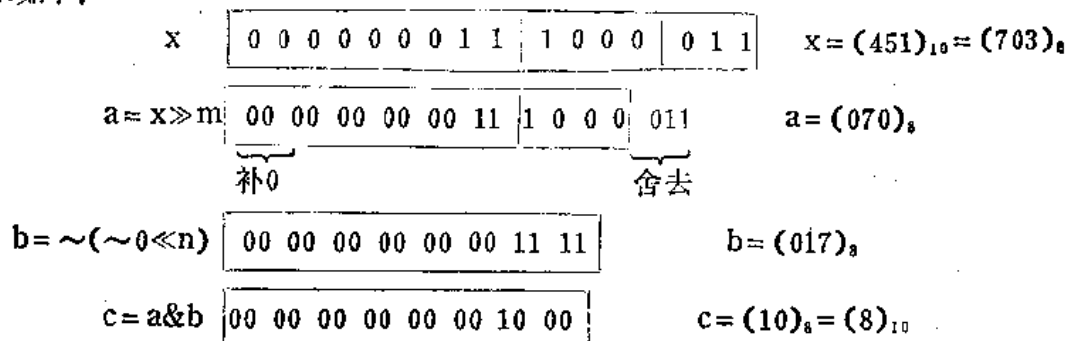 x 0 0 0 0 0 0 0 1 1 1 0 0 0 0 1 1 x=(451)₁₀=(703)₈
a=x≫m 00 00 00 00 00 11 1 0 0 0 011 a=(070)₈
补0 舍去
b=~(~0≪n) 00 00 00 00 00 00 11 11 b=(017)₈
c=a&b 00 00 00 00 00 00 10 00 c=(10)₈=(8)₁₀